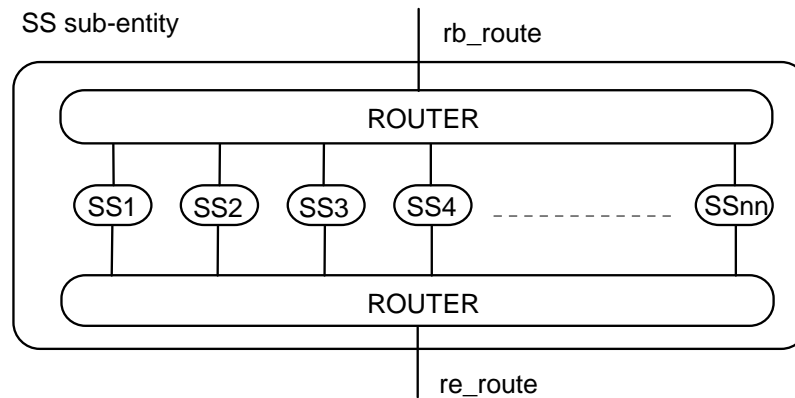 SS sub-entity
rb_route
ROUTER
SS1 SS2 SS3 SS4 SSnn
ROUTER
re_route